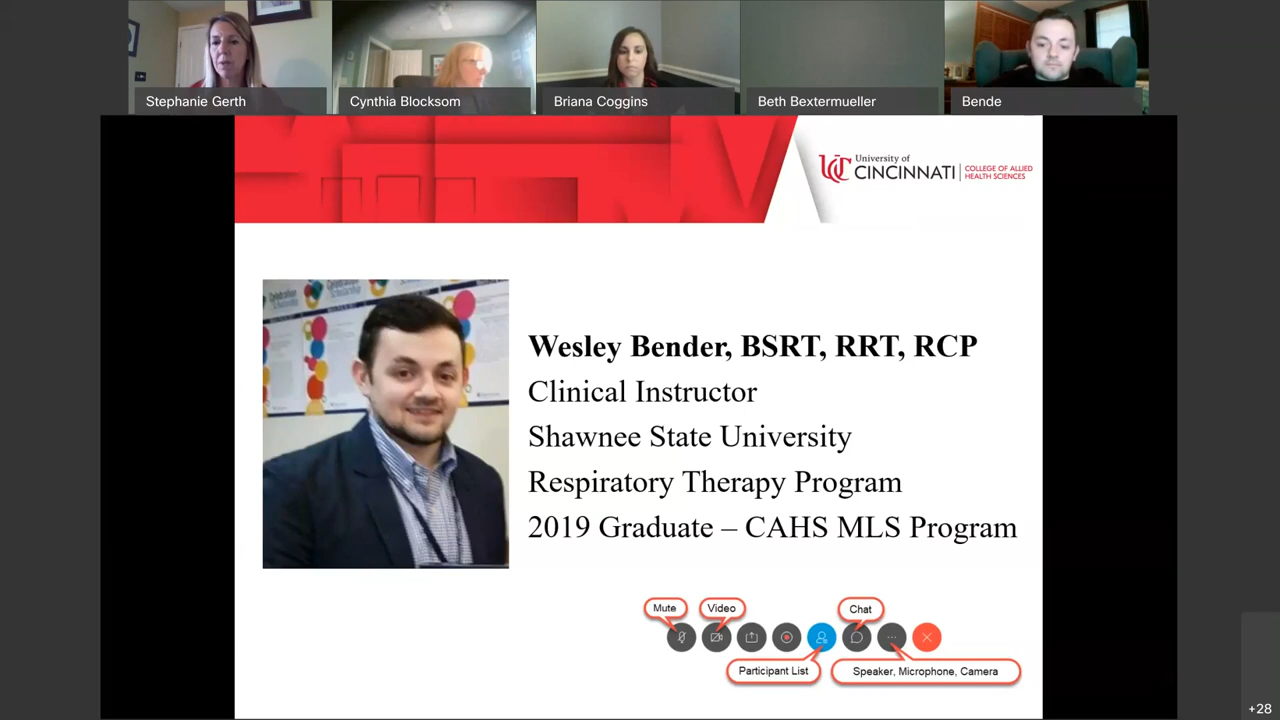 Stephanie Gerth
Cynthia Blocksom
Briana Coggins
Beth Bextermueller
Bende
University of
CINCINNATI
COLLEGE OF ALLIED
HEALTH SCIENCES
Celebration
Wesley Bender, BSRT, RRT, RCP
Clinical Instructor
Shawnee State University
Respiratory Therapy Program
2019 Graduate – CAHS MLS Program
Mute
Video
Chat
Participant List
Speaker, Microphone, Camera
+28